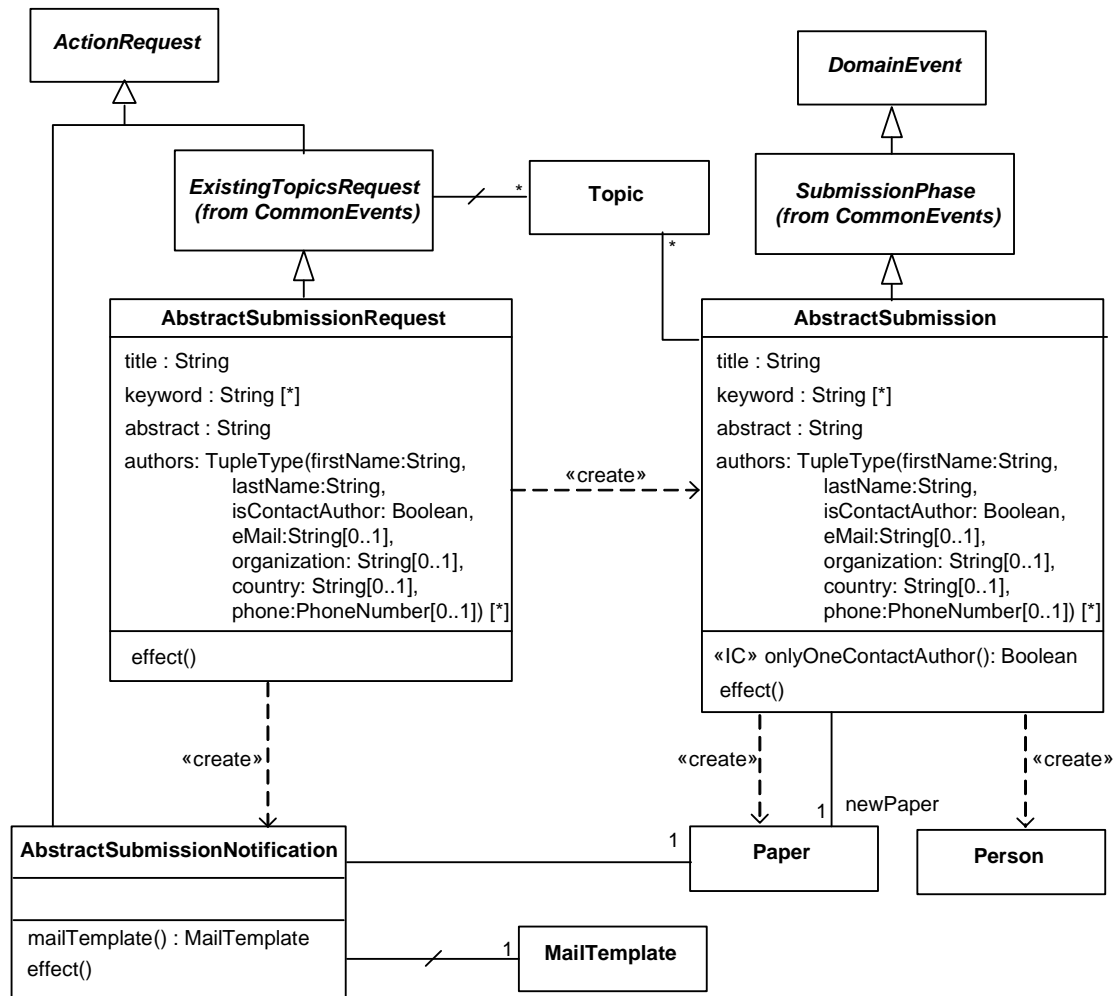 ActionRequest
DomainEvent
ExistingTopicsRequest
(from CommonEvents)
*
Topic
*
SubmissionPhase
(from CommonEvents)
AbstractSubmissionRequest
title : String
keyword : String [*]
abstract : String
authors: TupleType(firstName:String,
lastName:String,
isContactAuthor: Boolean,
eMail:String[0..1],
organization: String[0..1],
country: String[0..1],
phone:PhoneNumber[0..1]) [*]
effect()
«create»
AbstractSubmission
title : String
keyword : String [*]
abstract : String
authors: TupleType(firstName:String,
lastName:String,
isContactAuthor: Boolean,
eMail:String[0..1],
organization: String[0..1],
country: String[0..1],
phone:PhoneNumber[0..1]) [*]
«IC» onlyOneContactAuthor(): Boolean
effect()
«create»
«create»
«create»
1
newPaper
AbstractSubmissionNotification
mailTemplate() : MailTemplate
effect()
1
Paper
Person
1
MailTemplate